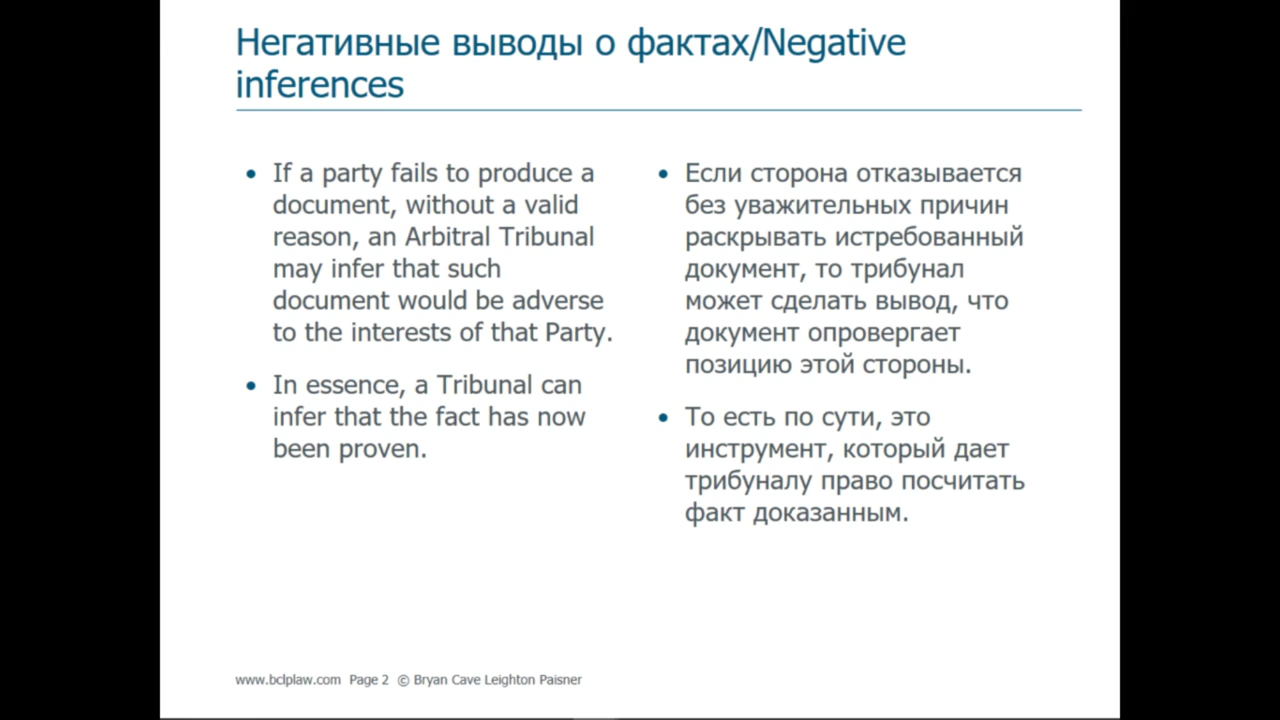 Негативные выводы о фактах/Negative
inferences
• If a party fails to produce a
document, without a valid
reason, an Arbitral Tribunal
may infer that such
document would be adverse
to the interests of that Party.
• In essence, a Tribunal can
infer that the fact has now
been proven.
• Если сторона отказывается
без уважительных причин
раскрывать истребованный
документ, то трибунал
может сделать вывод, что
документ опровергает
позицию этой стороны.
• То есть по сути, это
инструмент, который дает
трибуналу право посчитать
факт доказанным.
www.bclplaw.com Page 2 © Bryan Cave Leighton Paisner